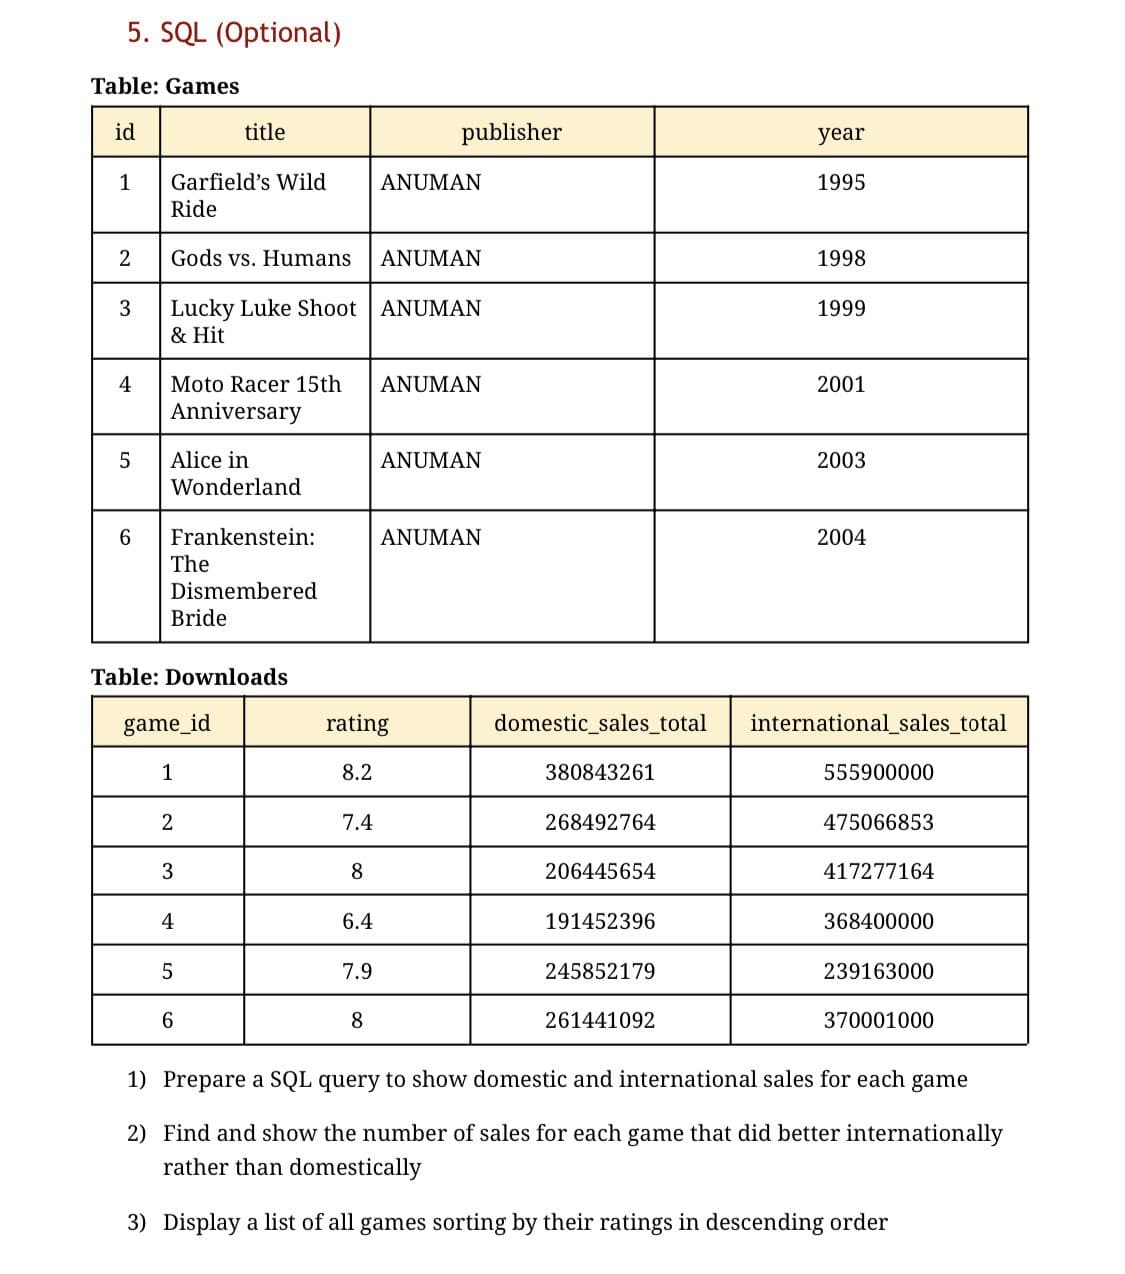 5. SQL (Optional)
Table: Games
id title publisher year
1 Garfield’s Wild ANUMAN 1995
Ride
2 Gods vs. Humans ANUMAN 1998
3 Lucky Luke Shoot ANUMAN 1999
& Hit
4 Moto Racer 15th ANUMAN 2001
Anniversary
5 Alice in ANUMAN 2003
Wonderland
6 Frankenstein: ANUMAN 2004
The
Dismembered
Bride
Table: Downloads
game_id rating domestic_sales_total international_sales_total
1 8.2 380843261 555900000
2 7.4 268492764 475066853
3 8 206445654 417277164
4 6.4 191452396 368400000
5 7.9 245852179 239163000
6 8 261441092 370001000
1) Prepare a SQL query to show domestic and international sales for each game
2) Find and show the number of sales for each game that did better internationally
rather than domestically
3) Display a list of all games sorting by their ratings in descending order